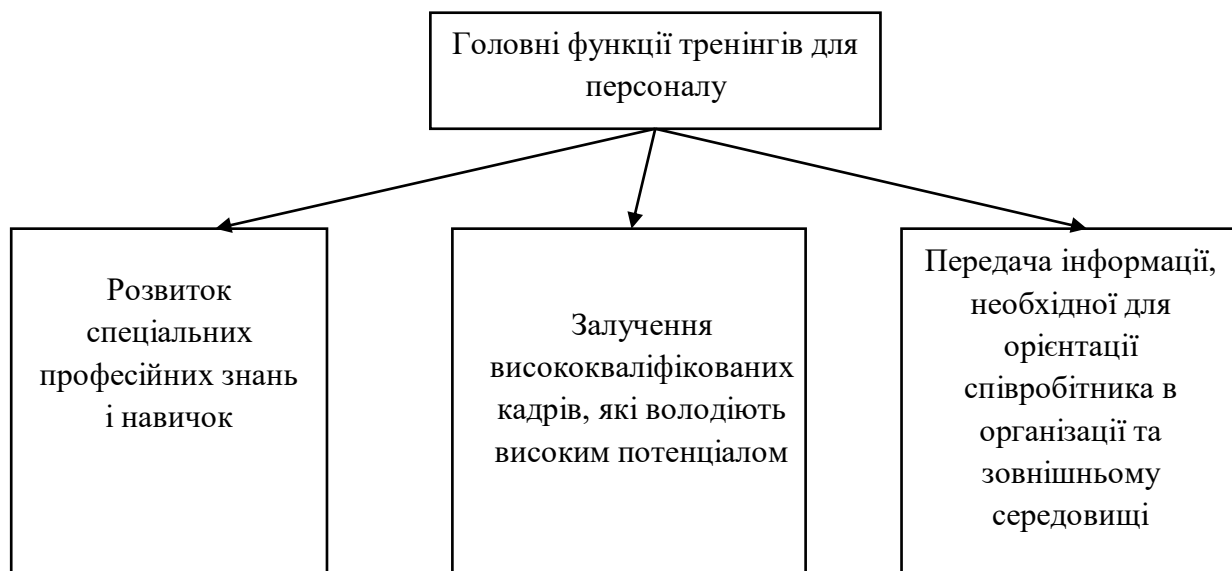 Головні функції тренінгів для
персоналу
Розвиток
спеціальних
професійних знань
і навичок
Залучення
висококваліфікованих
кадрів, які володіють
високим потенціалом
Передача інформації,
необхідної для
орієнтації
співробітника в
організації та
зовнішньому
середовищі